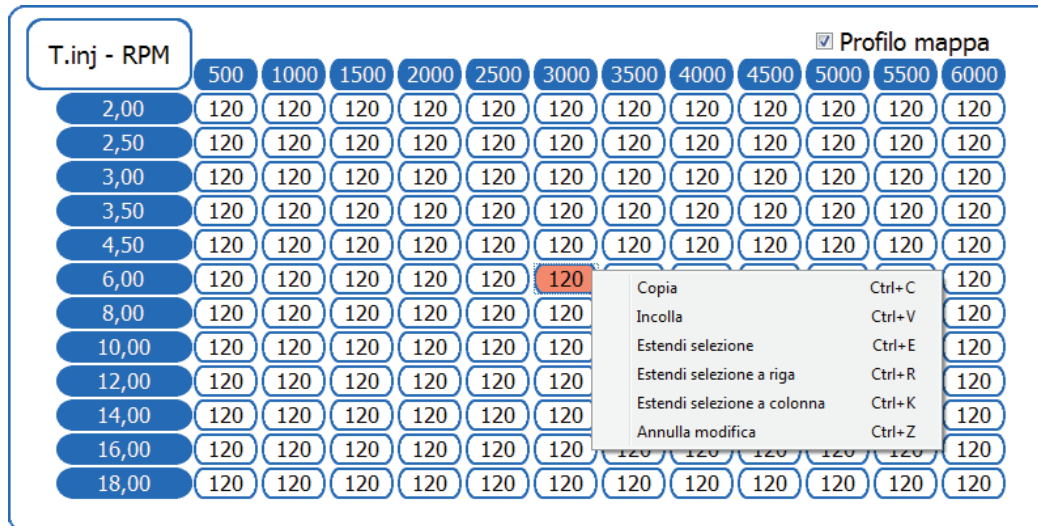 T.inj - RPM
Profilo mappa
500 1000 1500 2000 2500 3000 3500 4000 4500 5000 5500 6000
2,00 120 120 120 120 120 120 120 120 120 120 120 120
2,50 120 120 120 120 120 120 120 120 120 120 120 120
3,00 120 120 120 120 120 120 120 120 120 120 120 120
3,50 120 120 120 120 120 120 120 120 120 120 120 120
4,50 120 120 120 120 120 120 120 120 120 120 120 120
6,00 120 120 120 120 120 120 120
Copia Ctrl+C
8,00 120 120 120 120 120 120 120
Incolla Ctrl+V
10,00 120 120 120 120 120 120 120
Estendi selezione Ctrl+E
12,00 120 120 120 120 120 120 120
Estendi selezione a riga Ctrl+R
14,00 120 120 120 120 120 120 120
Estendi selezione a colonna Ctrl+K
16,00 120 120 120 120 120 120 120 120 120 120 120 120
Annulla modifica Ctrl+Z
18,00 120 120 120 120 120 120 120 120 120 120 120 120